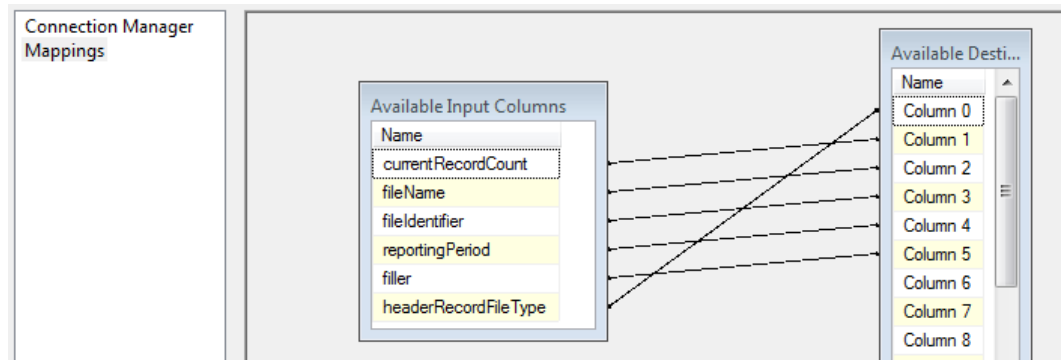 Connection Manager
Mappings
Available Input Columns
Name
currentRecordCount
fileName
fileIdentifier
reportingPeriod
filler
headerRecordFileType
Available Desti...
Name
Column 0
Column 1
Column 2
Column 3
Column 4
Column 5
Column 6
Column 7
Column 8